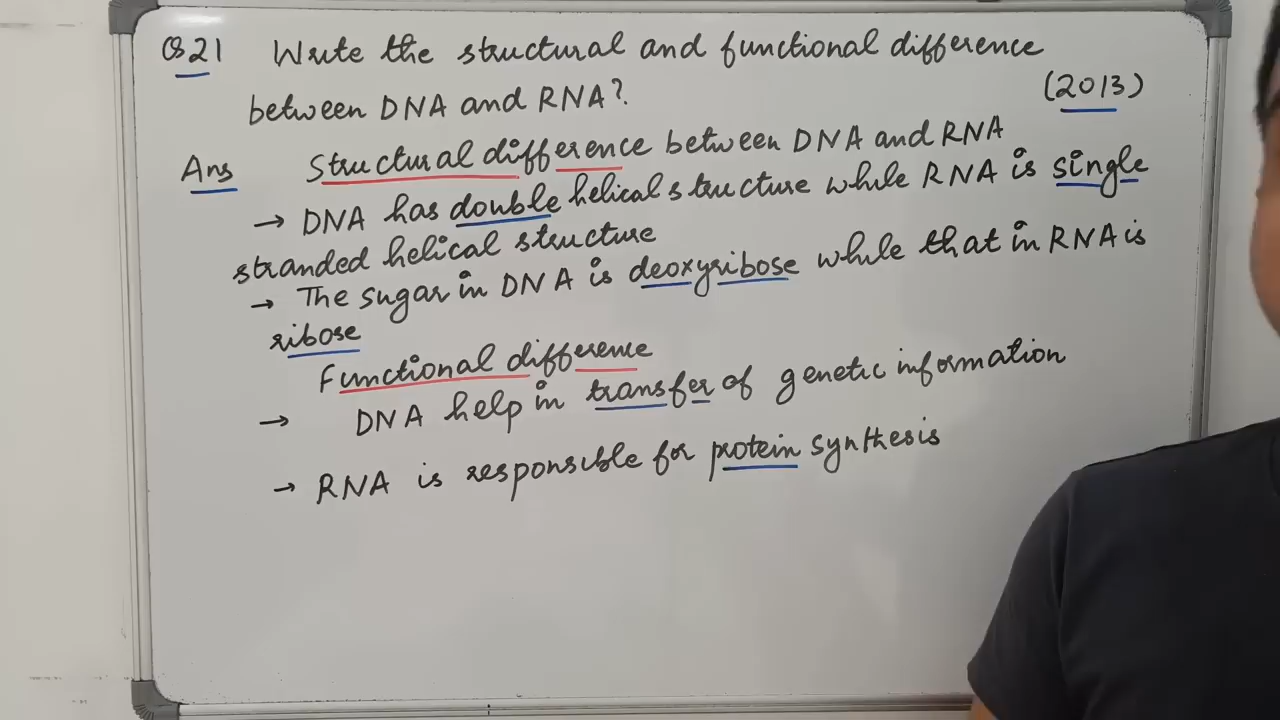 Q21 Write the structural and functional difference
between DNA and RNA?
(2013)
Ans Structural difference between DNA and RNA
→ DNA has double helical structure while RNA is single
stranded helical structure
→ The sugar in DNA is deoxyribose while that in RNA is
ribose
Functional difference
→ DNA help in transfer of genetic information
→ RNA is responsible for protein synthesis